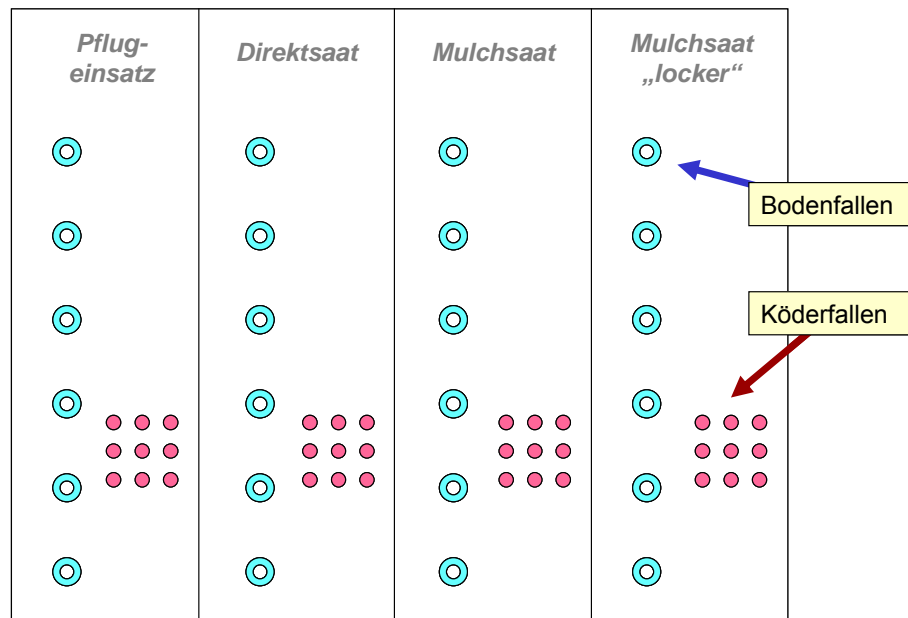 Pflug-
einsatz
Direktsaat
Mulchsaat
Mulchsaat
„locker“
Bodenfallen
Köderfallen